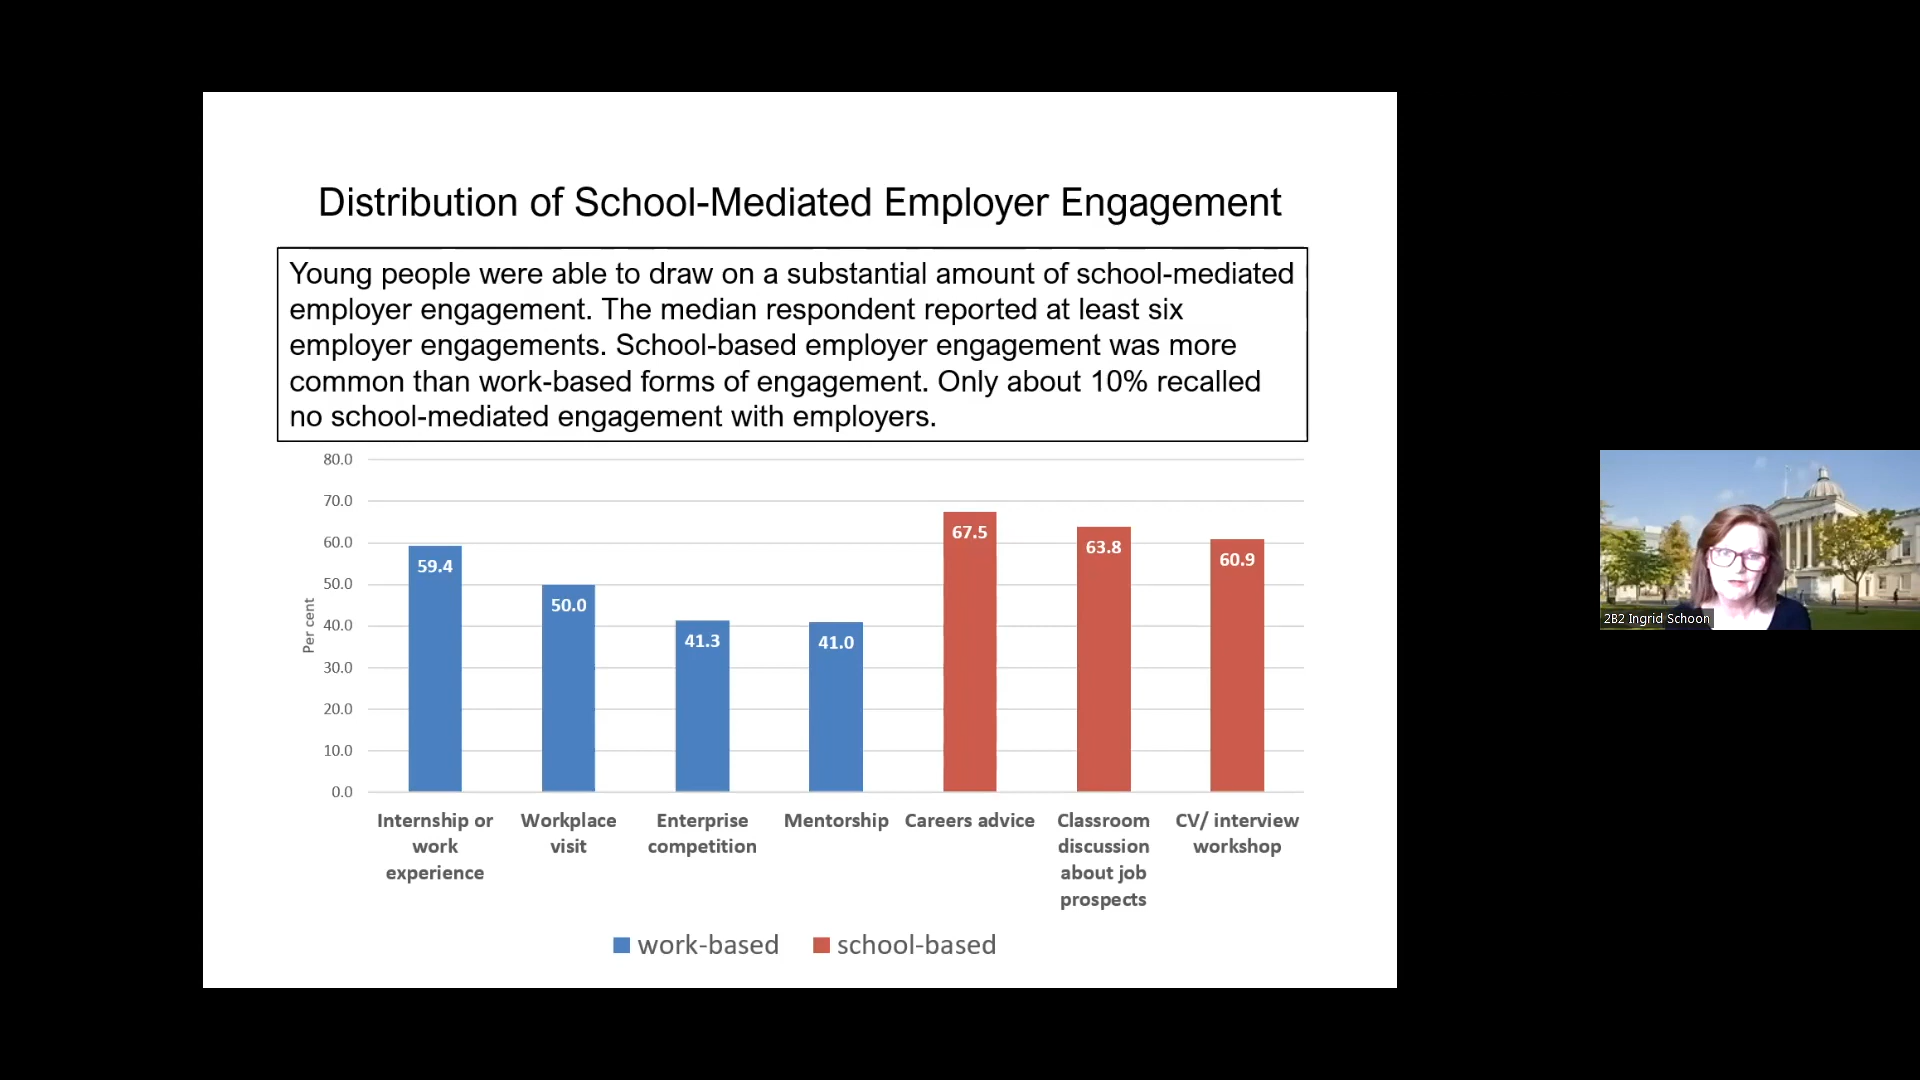 Distribution of School-Mediated Employer Engagement
Young people were able to draw on a substantial amount of school-mediated
employer engagement. The median respondent reported at least six
employer engagements. School-based employer engagement was more
common than work-based forms of engagement. Only about 10% recalled
no school-mediated engagement with employers.
80.0
70.0
60.0
50.0
40.0
30.0
20.0
10.0
0.0
Per cent
59.4
50.0
41.3
41.0
67.5
63.8
60.9
Internship or
work
experience
Workplace
visit
Enterprise
competition
Mentorship
Careers advice
Classroom
discussion
about job
prospects
CV/ interview
workshop
work-based
school-based
2B2 Ingrid Schoon